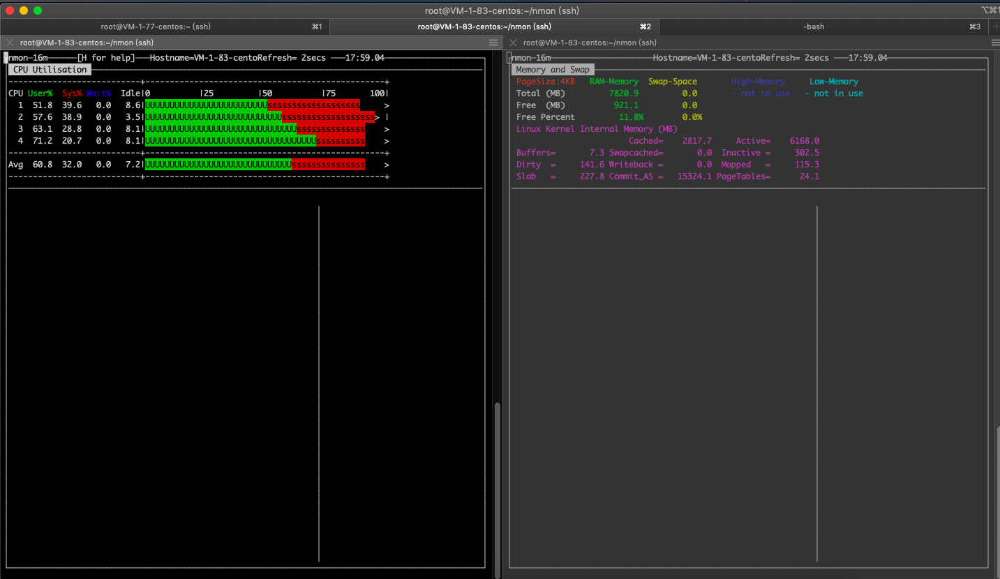 root@VM-1-83-centos:~/nmon (ssh)
⌥⌘1
root@VM-1-77-centos:~ (ssh) ⌘1
root@VM-1-83-centos:~/nmon (ssh) ⌘2
-bash ⌘3
root@VM-1-83-centos:~/nmon (ssh)
nmon-16m [H for help] Hostname=VM-1-83-centoRefresh= 2secs 17:59.04
CPU Utilisation
---------------------------+--------------------------------------------------+
CPU User% Sys% Wait% Idle|0 |25 |50 |75 100|
1 51.8 39.6 0.0 8.6|UUUUUUUUUUUUUUUUUUUUUUUUUsssssssssssssssssss >
2 57.6 38.9 0.0 3.5|UUUUUUUUUUUUUUUUUUUUUUUUUUUUsssssssssssssssssss> |
3 63.1 28.8 0.0 8.1|UUUUUUUUUUUUUUUUUUUUUUUUUUUUUUUssssssssssssss >
4 71.2 20.7 0.0 8.1|UUUUUUUUUUUUUUUUUUUUUUUUUUUUUUUUUUUssssssssss >
---------------------------+--------------------------------------------------+
Avg 60.8 32.0 0.0 7.2|UUUUUUUUUUUUUUUUUUUUUUUUUUUUUUsssssssssssssss >
---------------------------+--------------------------------------------------+
root@VM-1-83-centos:~/nmon (ssh)
nmon-16m Hostname=VM-1-83-centoRefresh= 2secs 17:59.04
Memory and Swap
PageSize:4KB RAM-Memory Swap-Space High-Memory Low-Memory
Total (MB) 7820.9 0.0 - not in use - not in use
Free (MB) 921.1 0.0
Free Percent 11.8% 0.0%
Linux Kernel Internal Memory (MB)
Cached= 2817.7 Active= 6168.0
Buffers= 7.3 Swapcached= 0.0 Inactive = 302.5
Dirty = 141.6 Writeback = 0.0 Mapped = 115.3
Slab = 227.8 Commit_AS = 15324.1 PageTables= 24.1